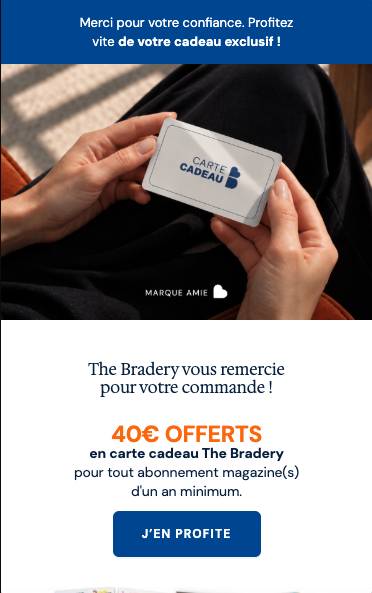 Merci pour votre confiance. Profitez
vite de votre cadeau exclusif !
CARTE
CADEAU
MARQUE AMIE
The Bradery vous remercie
pour votre commande !
40€ OFFERTS
en carte cadeau The Bradery
pour tout abonnement magazine(s)
d'un an minimum.
J'EN PROFITE